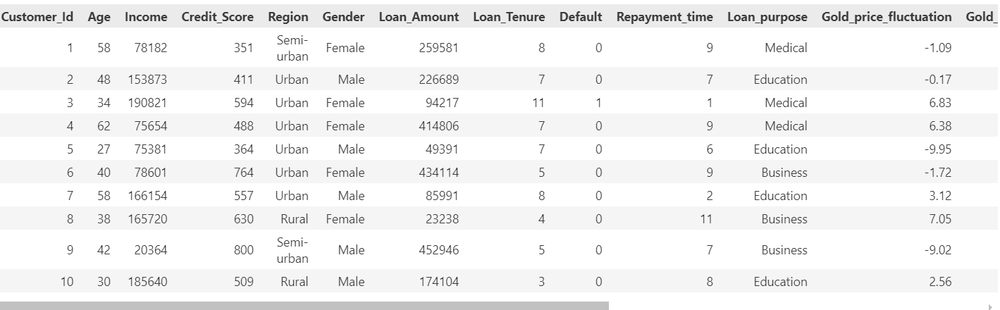 Customer_Id Age Income Credit_Score Region Gender Loan_Amount Loan_Tenure Default Repayment_time Loan_purpose Gold_price_fluctuation Gold_
1 58 78182 351 Semi-urban Female 259581 8 0 9 Medical -1.09
2 48 153873 411 Urban Male 226689 7 0 7 Education -0.17
3 34 190821 594 Urban Female 94217 11 1 1 Medical 6.83
4 62 75654 488 Urban Female 414806 7 0 9 Medical 6.38
5 27 75381 364 Urban Male 49391 7 0 6 Education -9.95
6 40 78601 764 Urban Female 434114 5 0 9 Business -1.72
7 58 166154 557 Urban Male 85991 8 0 2 Education 3.12
8 38 165720 630 Rural Female 23238 4 0 11 Business 7.05
9 42 20364 800 Semi-urban Male 452946 5 0 7 Business -9.02
10 30 185640 509 Rural Male 174104 3 0 8 Education 2.56